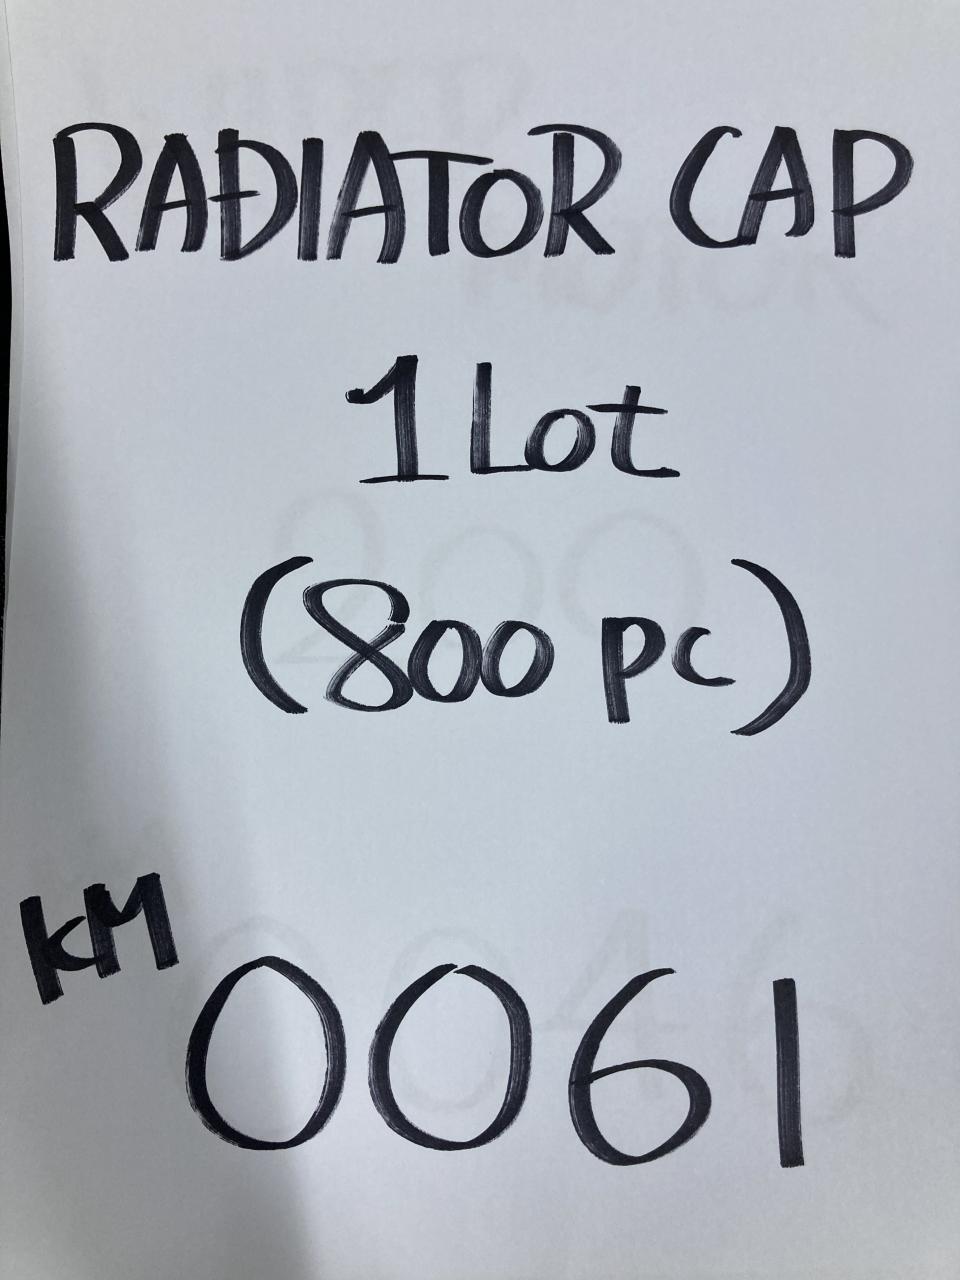 RADIATOR CAP
1 Lot
(800 pc)
KM
0061